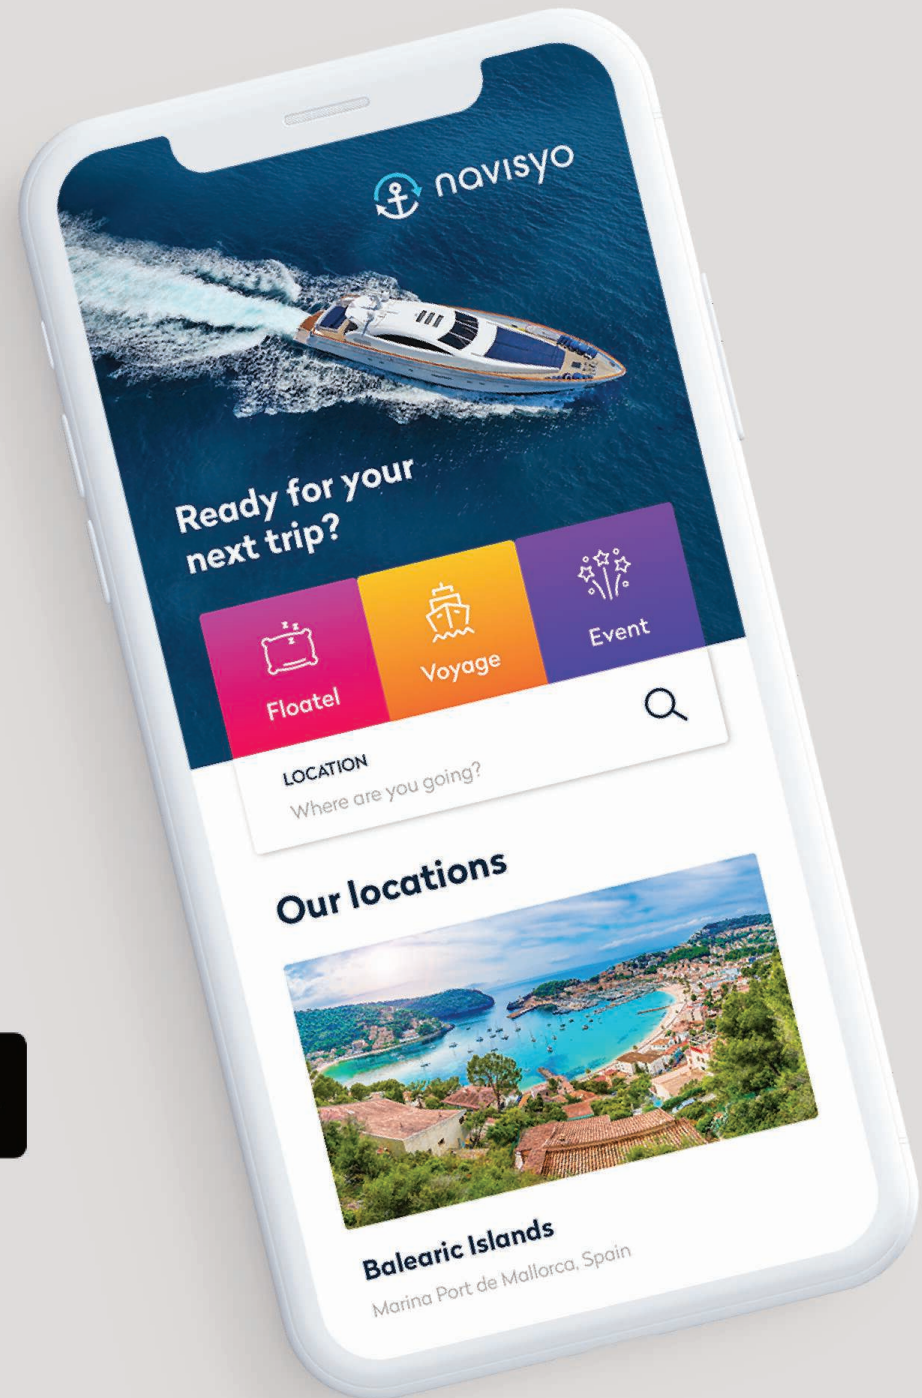 navisyo
Ready for your
next trip?
Floatel
Voyage
Event
LOCATION
Where are you going?
Our locations
Balearic Islands
Marina Port de Mallorca, Spain